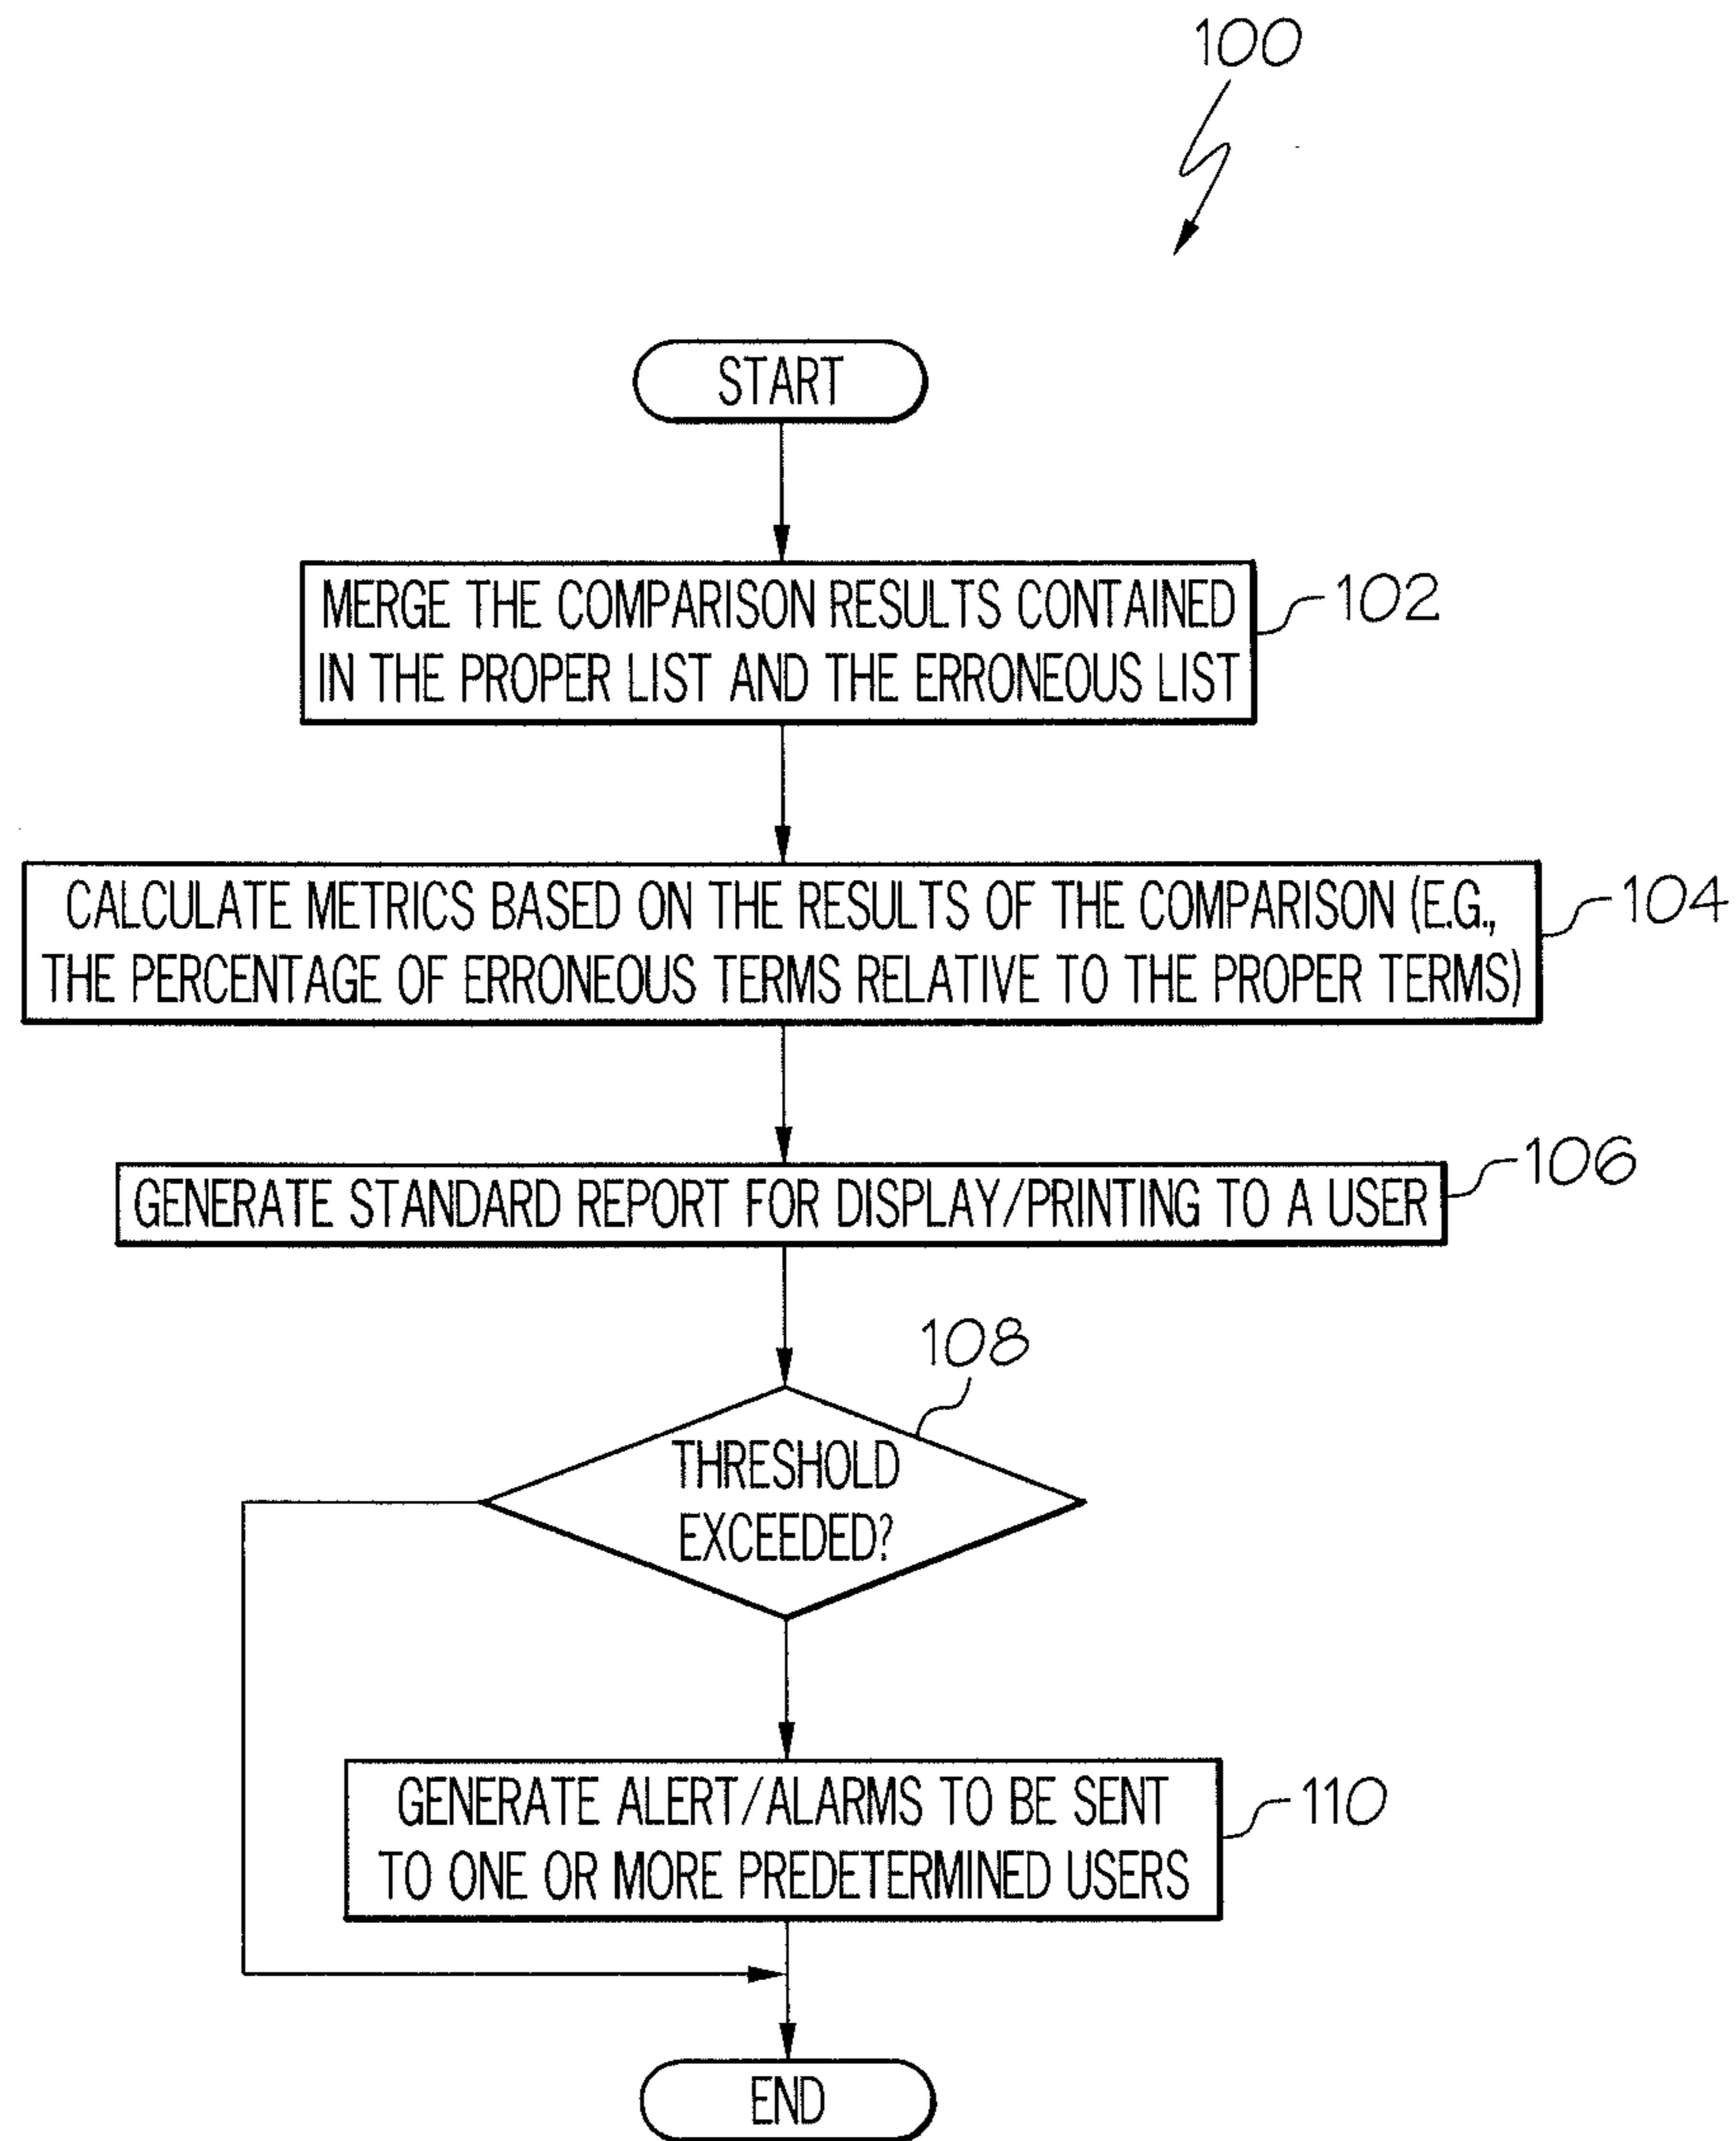 100
START
MERGE THE COMPARISON RESULTS CONTAINED
IN THE PROPER LIST AND THE ERRONEOUS LIST
102
CALCULATE METRICS BASED ON THE RESULTS OF THE COMPARISON (E.G.,
THE PERCENTAGE OF ERRONEOUS TERMS RELATIVE TO THE PROPER TERMS)
104
GENERATE STANDARD REPORT FOR DISPLAY/PRINTING TO A USER
106
108
THRESHOLD
EXCEEDED?
GENERATE ALERT/ALARMS TO BE SENT
TO ONE OR MORE PREDETERMINED USERS
110
END